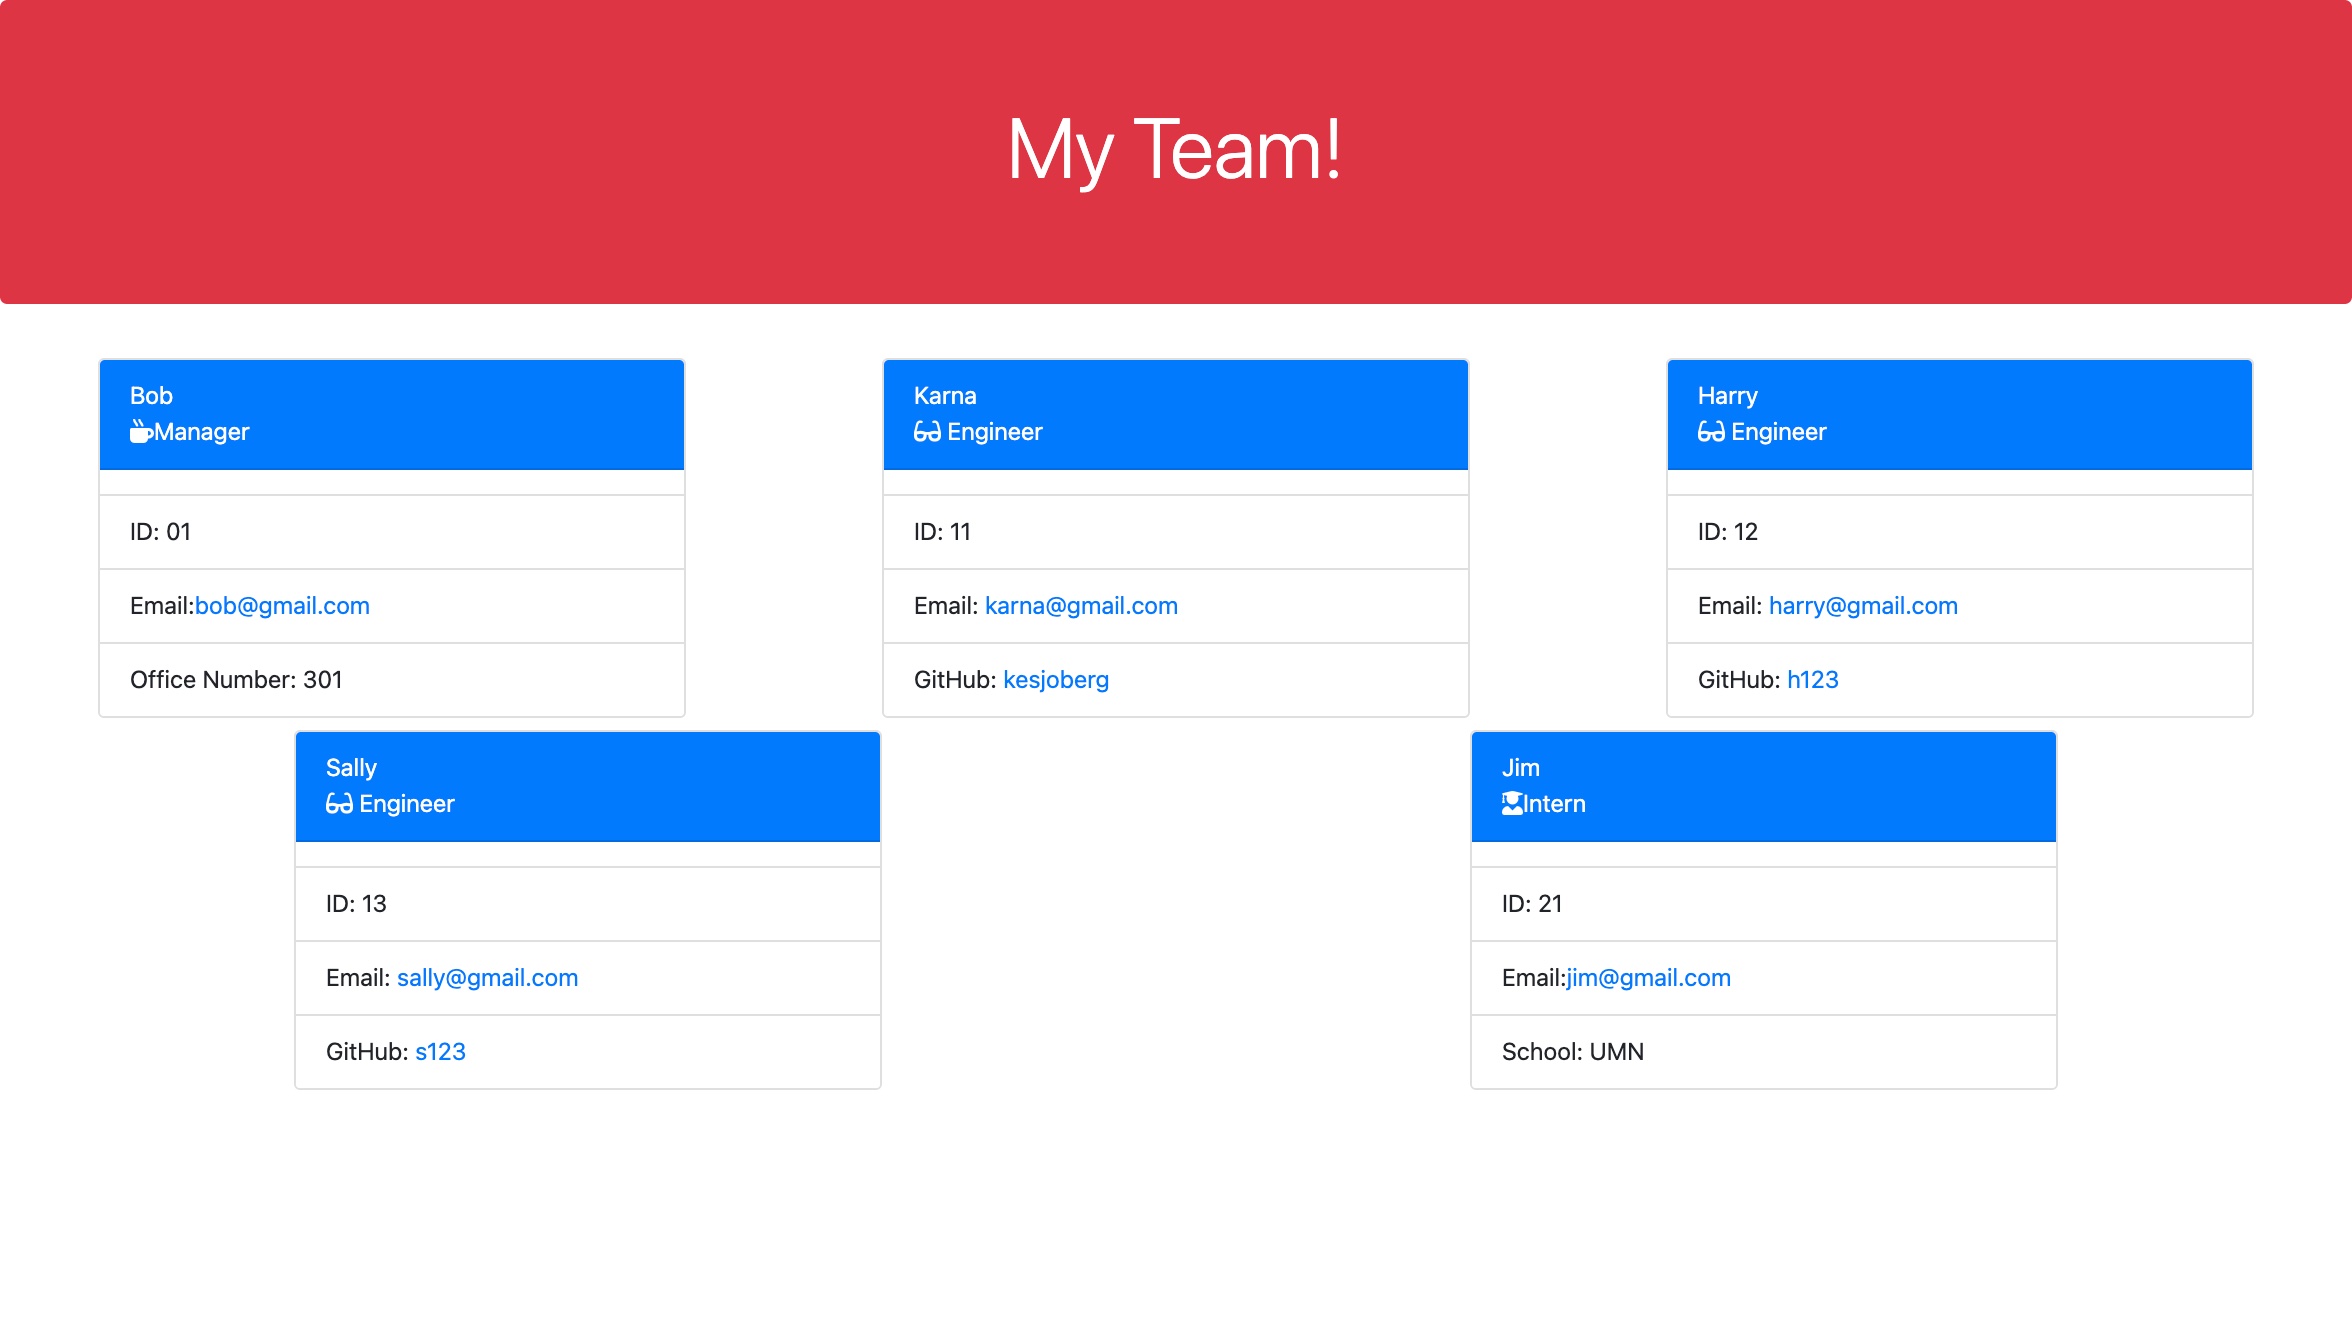 My Team!
Bob
Manager
ID: 01
Email:bob@gmail.com
Office Number: 301
Karna
Engineer
ID: 11
Email: karna@gmail.com
GitHub: kesjoberg
Harry
Engineer
ID: 12
Email: harry@gmail.com
GitHub: h123
Sally
Engineer
ID: 13
Email: sally@gmail.com
GitHub: s123
Jim
Intern
ID: 21
Email:jim@gmail.com
School: UMN